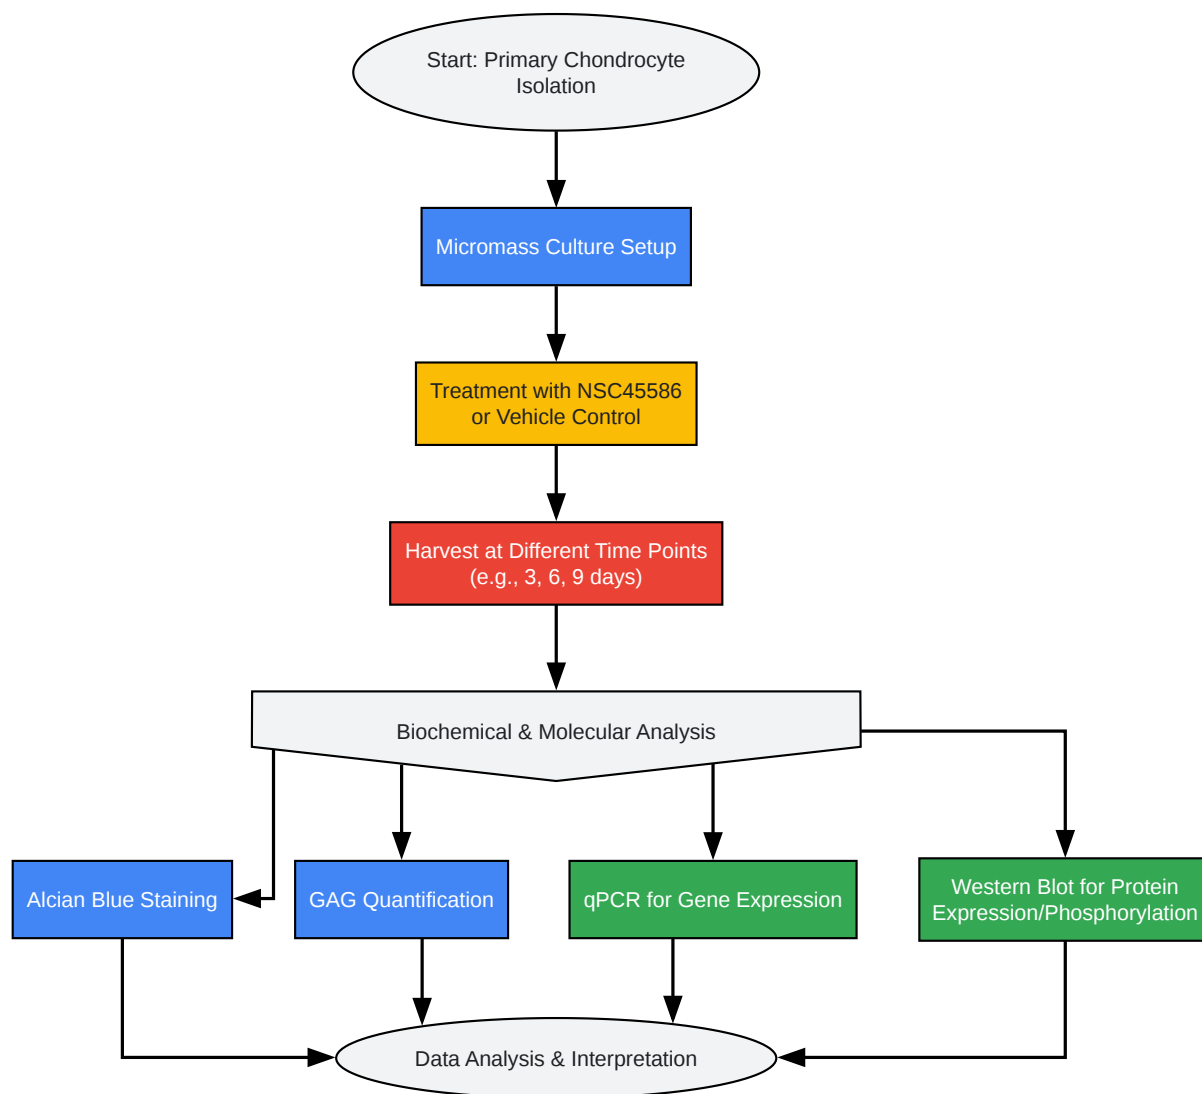 Start: Primary Chondrocyte
Isolation
Micromass Culture Setup
Treatment with NSC45586
or Vehicle Control
Harvest at Different Time Points
(e.g., 3, 6, 9 days)
Biochemical & Molecular Analysis
Alcian Blue Staining
GAG Quantification
qPCR for Gene Expression
Western Blot for Protein
Expression/Phosphorylation
Data Analysis & Interpretation